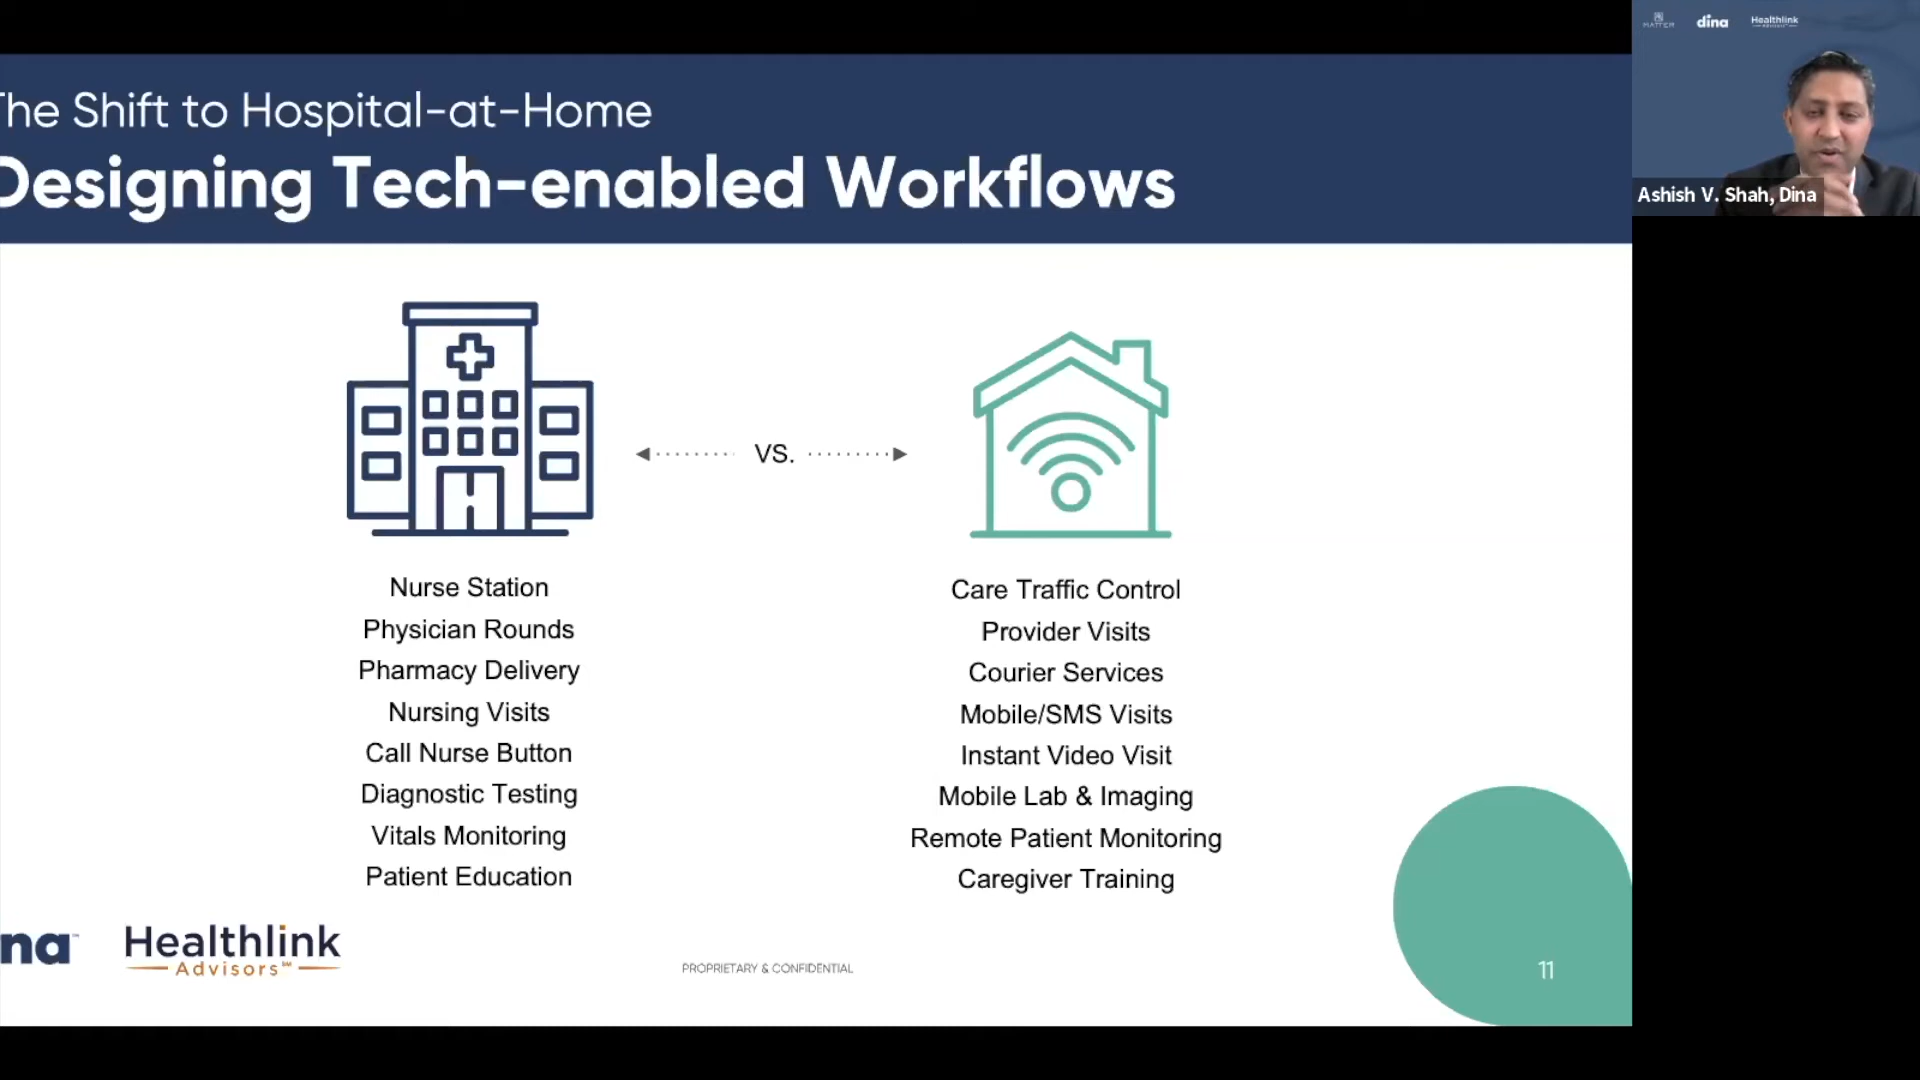 The Shift to Hospital-at-Home
Designing Tech-enabled Workflows
VS.
Nurse Station
Physician Rounds
Pharmacy Delivery
Nursing Visits
Call Nurse Button
Diagnostic Testing
Vitals Monitoring
Patient Education
Care Traffic Control
Provider Visits
Courier Services
Mobile/SMS Visits
Instant Video Visit
Mobile Lab & Imaging
Remote Patient Monitoring
Caregiver Training
na™
Healthlink
Advisors℠
PROPRIETARY & CONFIDENTIAL
11
MATTER
dina
Healthlink
Advisors
Ashish V. Shah, Dina